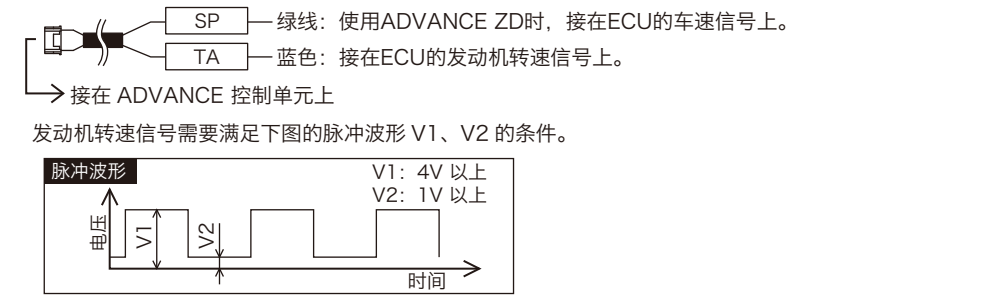 SP 绿线：使用ADVANCE ZD时，接在ECU的车速信号上。
TA 蓝色：接在ECU的发动机转速信号上。
接在 ADVANCE 控制单元上
发动机转速信号需要满足下图的脉冲波形 V1、V2 的条件。
脉冲波形
V1：4V 以上
V2：1V 以上
电压
V1
V2
时间